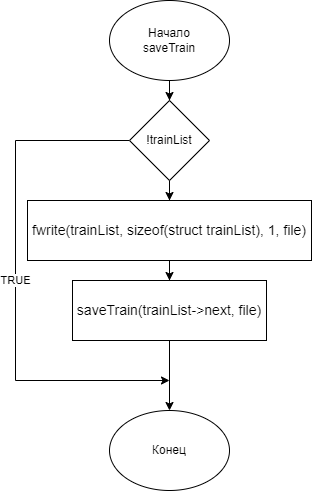 Начало
saveTrain
!trainList
fwrite(trainList, sizeof(struct trainList), 1, file)
TRUE
saveTrain(trainList->next, file)
Конец